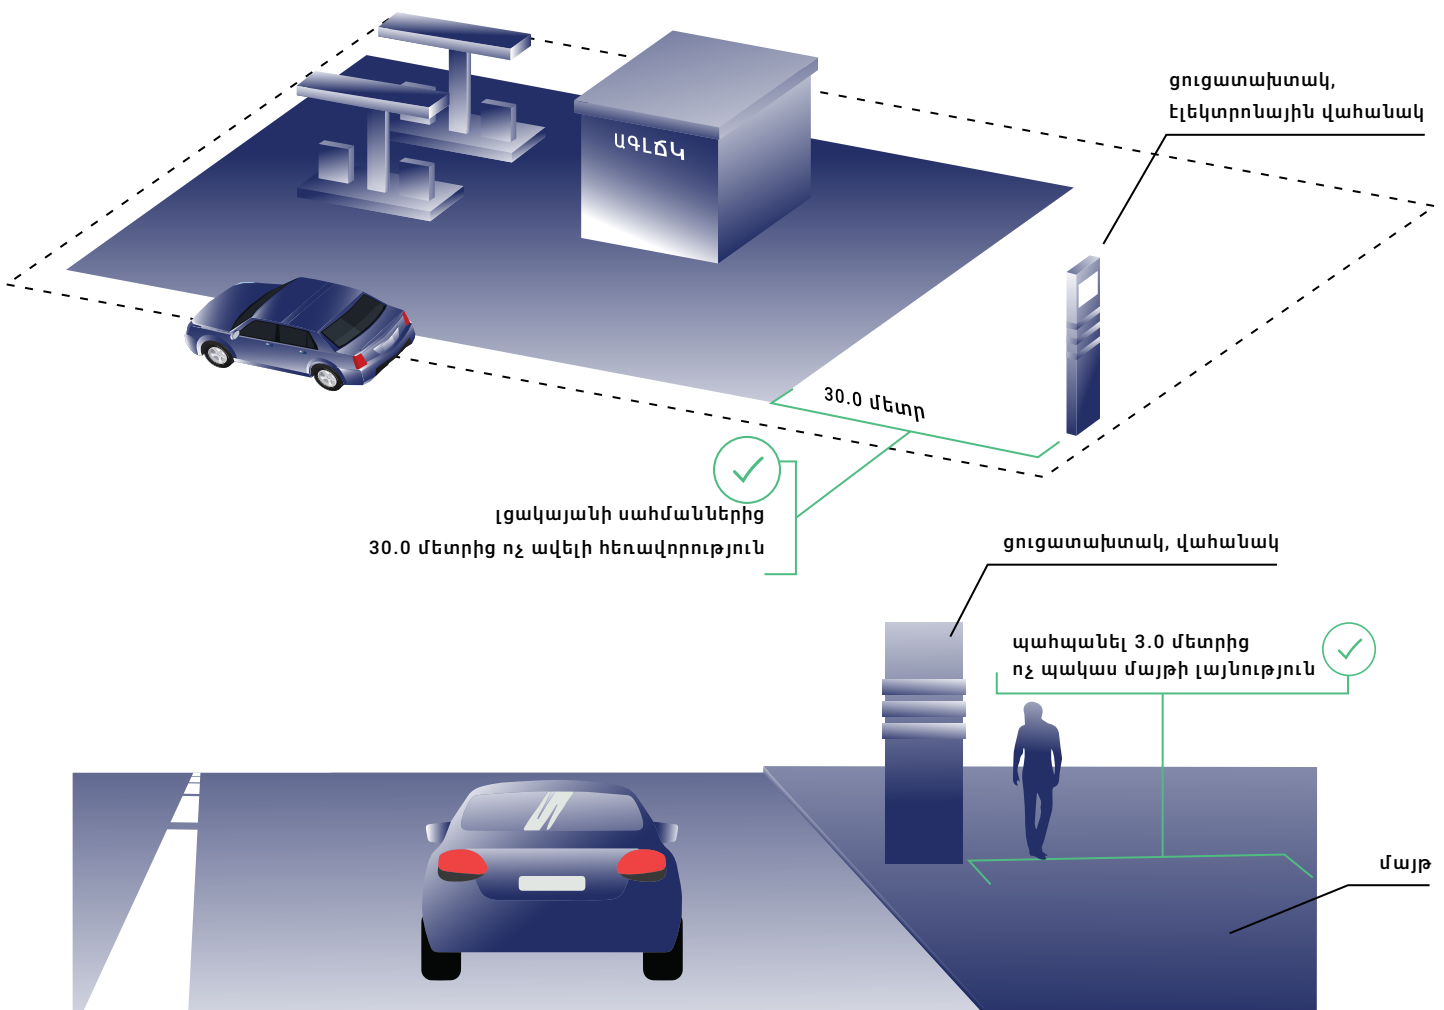 ցուցատախտակ,
էլեկտրոնային վահանակ
ԱԳԼՃԿ
30.0 մետր
լցակայանի սահմաններից
30.0 մետրից ոչ ավելի հեռավորություն
ցուցատախտակ, վահանակ
պահպանել 3.0 մետրից
ոչ պակաս մայթի լայնություն
մայթ